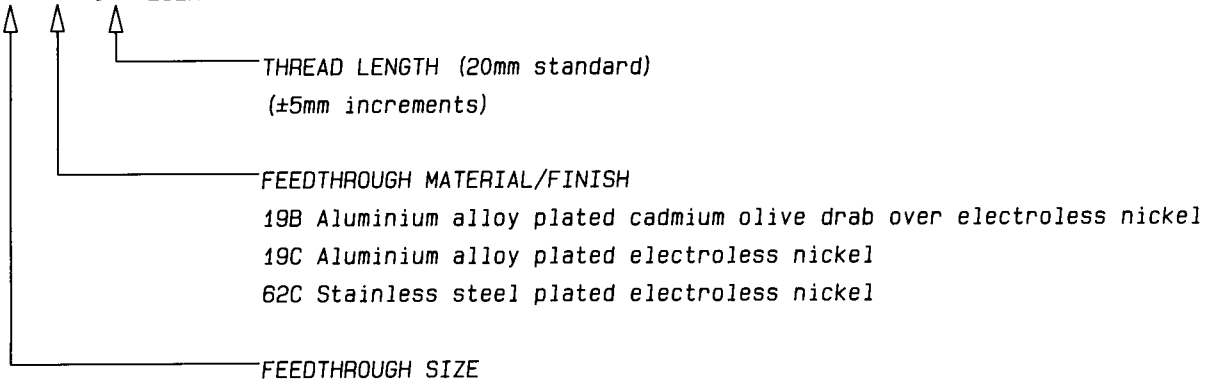 THREAD LENGTH (20mm standard)
(±5mm increments)
FEEDTHROUGH MATERIAL/FINISH
19B Aluminium alloy plated cadmium olive drab over electroless nickel
19C Aluminium alloy plated electroless nickel
62C Stainless steel plated electroless nickel
FEEDTHROUGH SIZE